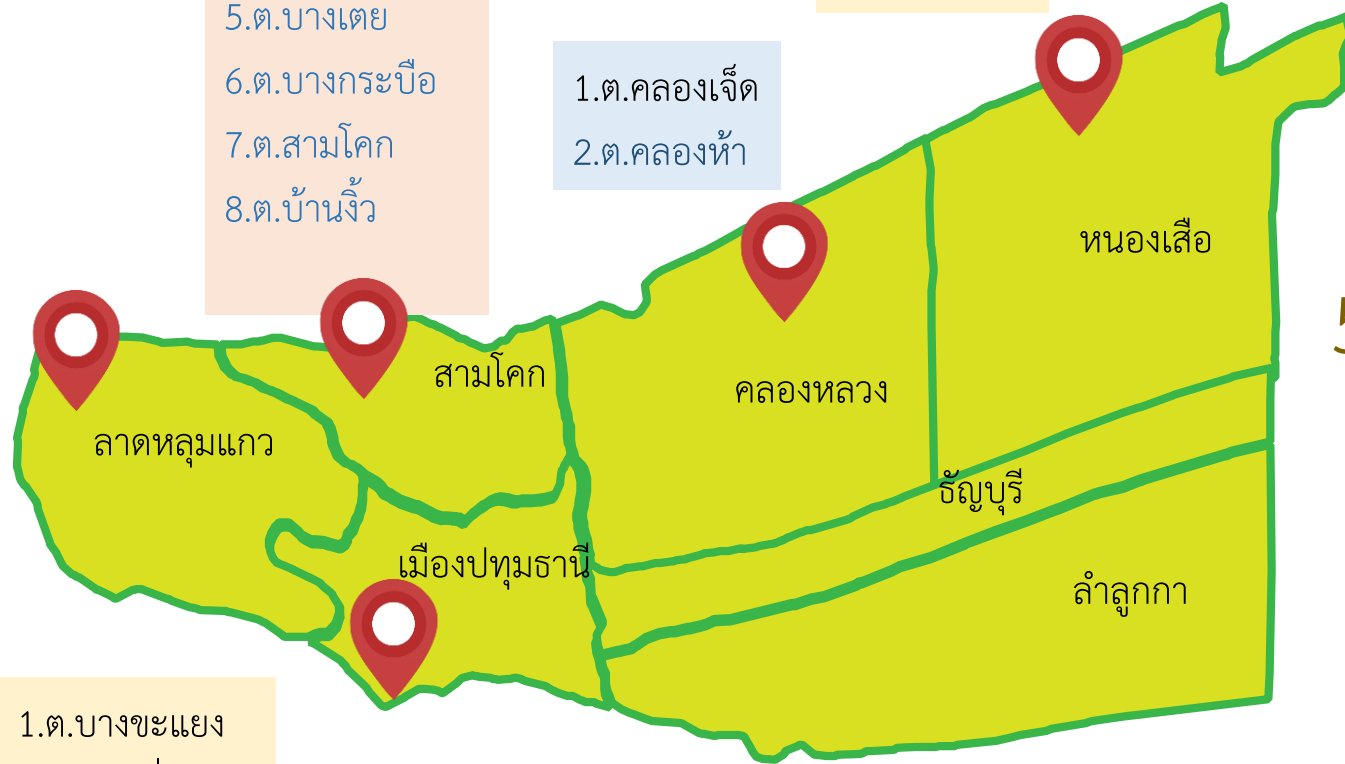 5.ต.บางเตย
6.ต.บางกระบือ
7.ต.สามโคก
8.ต.บ้านงิ้ว
1.ต.คลองเจ็ด
2.ต.คลองห้า
หนองเสือ
สามโคก
คลองหลวง
ลาดหลุมแกว
ธัญบุรี
เมืองปทุมธานี
ลำลูกกา
1.ต.บางขะแยง